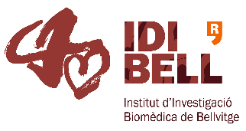 IDI
BELL
R
Institut d'Investigació
Biomèdica de Bellvitge